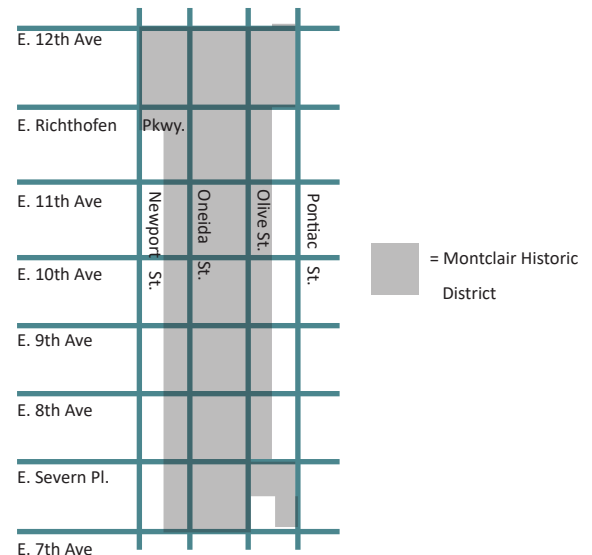 E. 12th Ave
E. Richthofen Pkwy.
E. 11th Ave
Newport St.
Oneida St.
Olive St.
Pontiac St.
= Montclair Historic
District
E. 10th Ave
E. 9th Ave
E. 8th Ave
E. Severn Pl.
E. 7th Ave